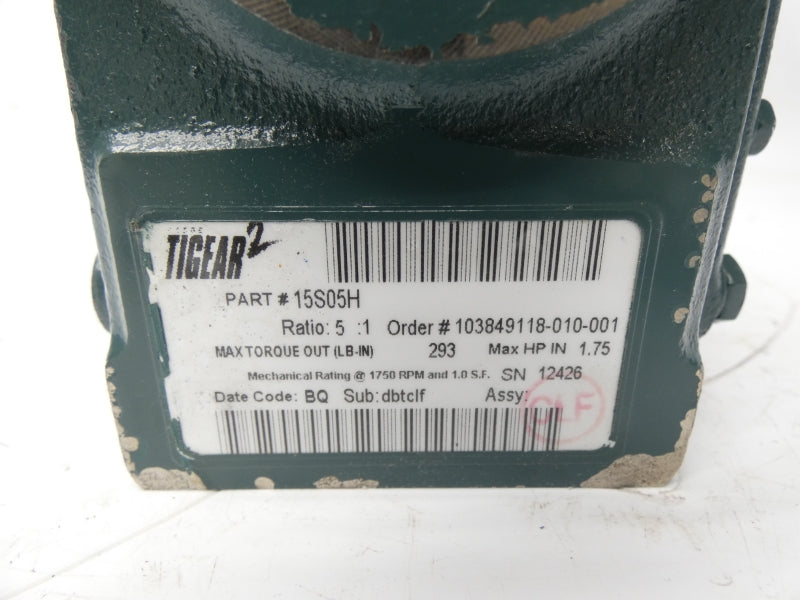 TIGEAR2
PART # 15S05H
Ratio: 5 :1 Order # 103849118-010-001
MAX TORQUE OUT (LB-IN) 293 Max HP IN 1.75
Mechanical Rating @ 1750 RPM and 1.0 S.F. SN 12426
Date Code: BQ Sub: dbtclf Assy:
CLF